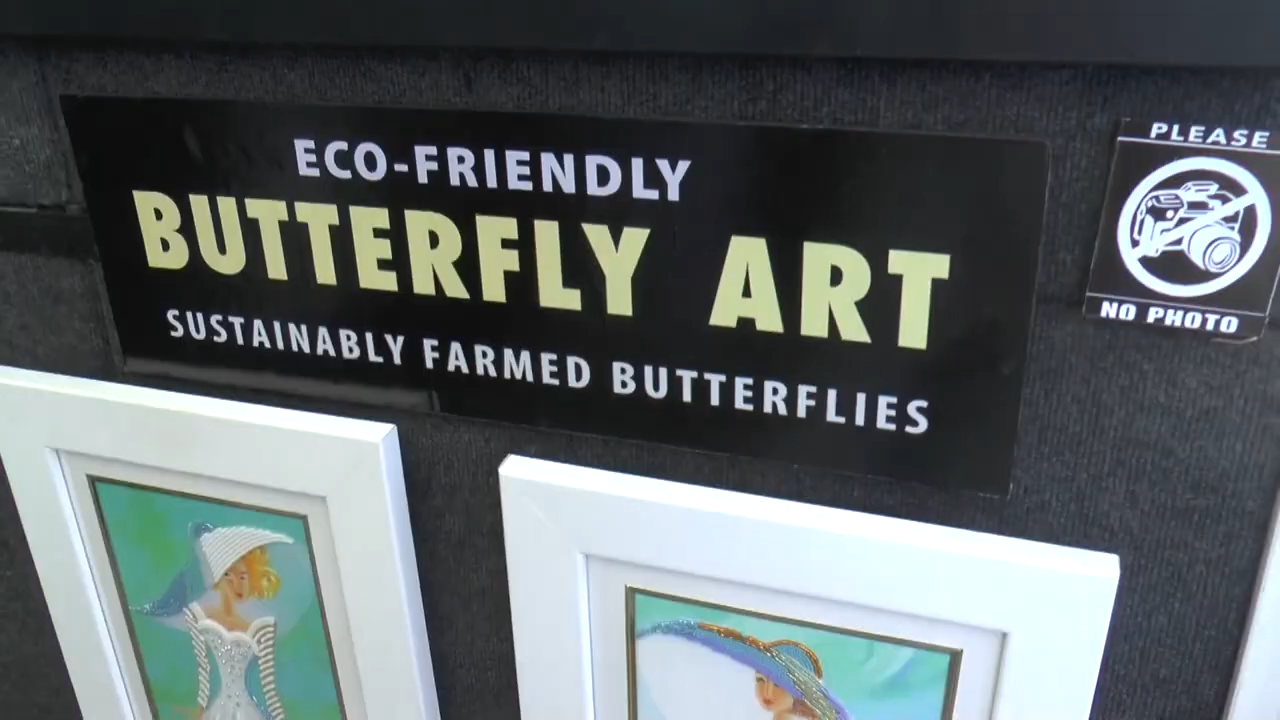 ECO-FRIENDLY
BUTTERFLY ART
SUSTAINABLY FARMED BUTTERFLIES
PLEASE
NO PHOTO